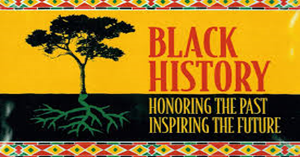 BLACK
HISTORY
HONORING THE PAST
INSPIRING THE FUTURE